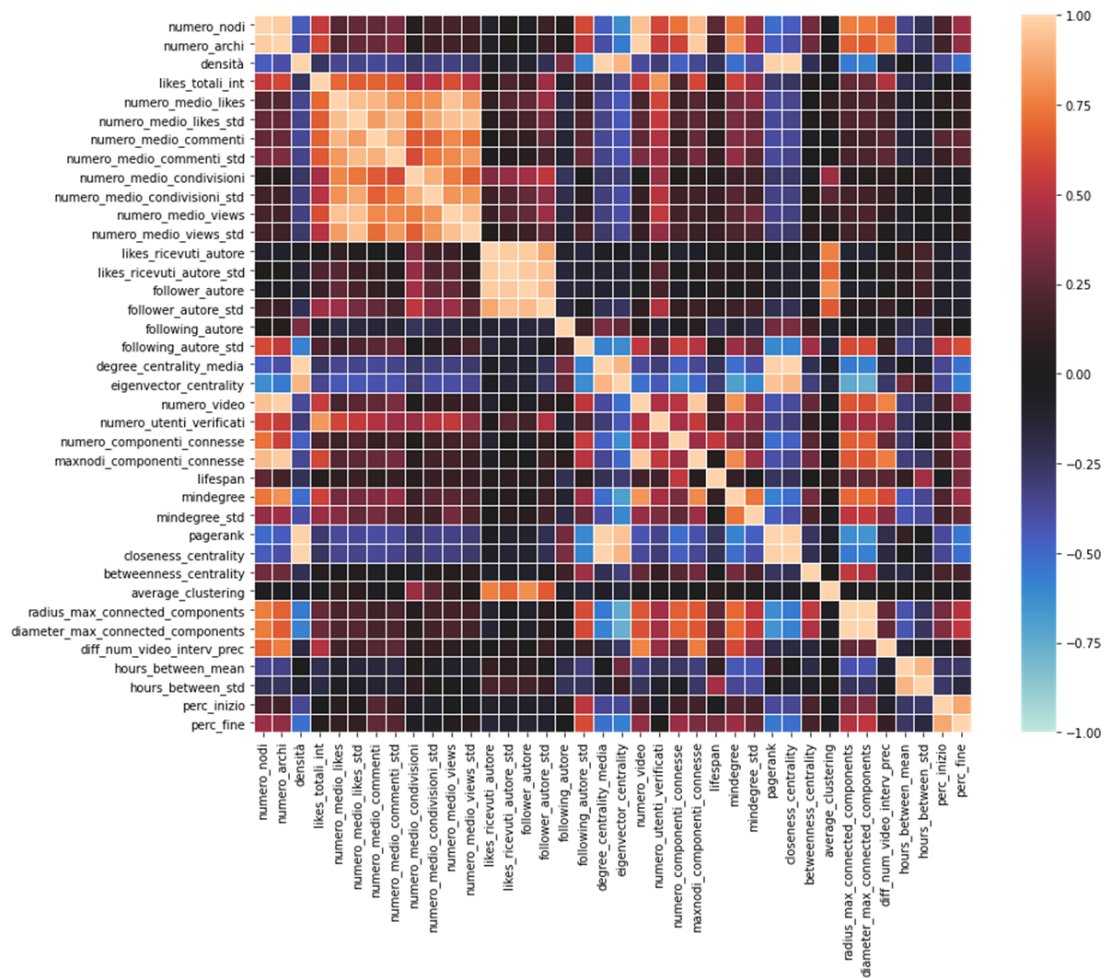 numero_nodi
numero_archi
densità
likes_totali_int
numero_medio_likes
numero_medio_likes_std
numero_medio_commenti
numero_medio_commenti_std
numero_medio_condivisioni
numero_medio_condivisioni_std
numero_medio_views
numero_medio_views_std
likes_ricevuti_autore
likes_ricevuti_autore_std
follower_autore
follower_autore_std
following_autore
following_autore_std
degree_centrality_media
eigenvector_centrality
numero_video
numero_utenti_verificati
numero_componenti_connesse
maxnodi_componenti_connesse
lifespan
mindegree
mindegree_std
pagerank
closeness_centrality
betweenness_centrality
average_clustering
radius_max_connected_components
diameter_max_connected_components
diff_num_video_interv_prec
hours_between_mean
hours_between_std
perc_inizio
perc_fine
numero_nodi
numero_archi
densità
likes_totali_int
numero_medio_likes
numero_medio_likes_std
numero_medio_commenti
numero_medio_commenti_std
numero_medio_condivisioni
numero_medio_condivisioni_std
numero_medio_views
numero_medio_views_std
likes_ricevuti_autore
likes_ricevuti_autore_std
follower_autore
follower_autore_std
following_autore
following_autore_std
degree_centrality_media
eigenvector_centrality
numero_video
numero_utenti_verificati
numero_componenti_connesse
maxnodi_componenti_connesse
lifespan
mindegree
mindegree_std
pagerank
closeness_centrality
betweenness_centrality
average_clustering
radius_max_connected_components
diameter_max_connected_components
diff_num_video_interv_prec
hours_between_mean
hours_between_std
perc_inizio
perc_fine
1.00
0.75
0.50
0.25
0.00
−0.25
−0.50
−0.75
−1.00